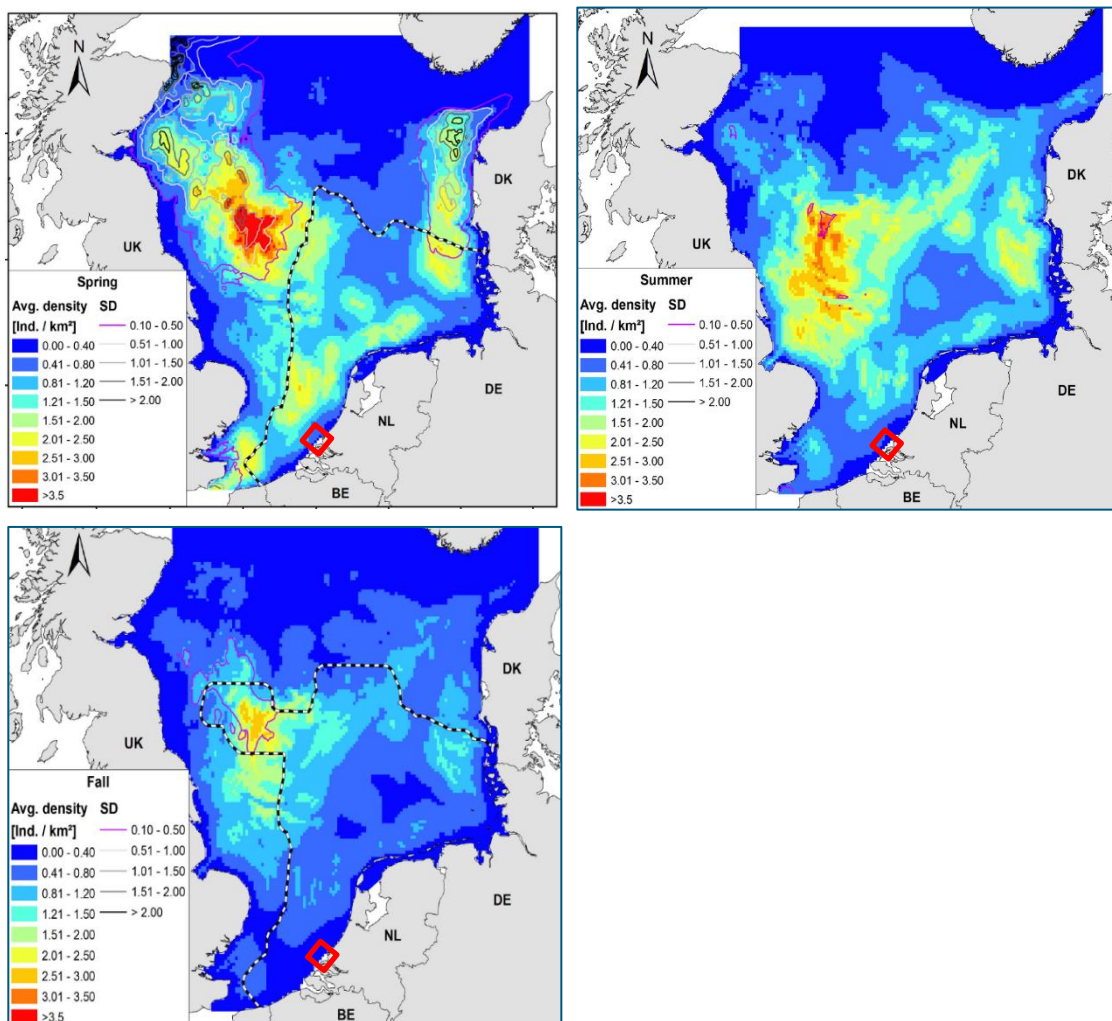 N
UK
DK
DE
NL
BE
Spring
Avg. density SD
[Ind. / km²] 0.10 - 0.50
0.00 - 0.40 0.51 - 1.00
0.41 - 0.80 1.01 - 1.50
0.81 - 1.20 1.51 - 2.00
1.21 - 1.50 > 2.00
1.51 - 2.00
2.01 - 2.50
2.51 - 3.00
3.01 - 3.50
>3.5
N
UK
DK
DE
NL
BE
Summer
Avg. density SD
[Ind. / km²] 0.10 - 0.50
0.00 - 0.40 0.51 - 1.00
0.41 - 0.80 1.01 - 1.50
0.81 - 1.20 1.51 - 2.00
1.21 - 1.50 > 2.00
1.51 - 2.00
2.01 - 2.50
2.51 - 3.00
3.01 - 3.50
>3.5
N
UK
DK
DE
NL
BE
Fall
Avg. density SD
[Ind. / km²] 0.10 - 0.50
0.00 - 0.40 0.51 - 1.00
0.41 - 0.80 1.01 - 1.50
0.81 - 1.20 1.51 - 2.00
1.21 - 1.50 > 2.00
1.51 - 2.00
2.01 - 2.50
2.51 - 3.00
3.01 - 3.50
>3.5